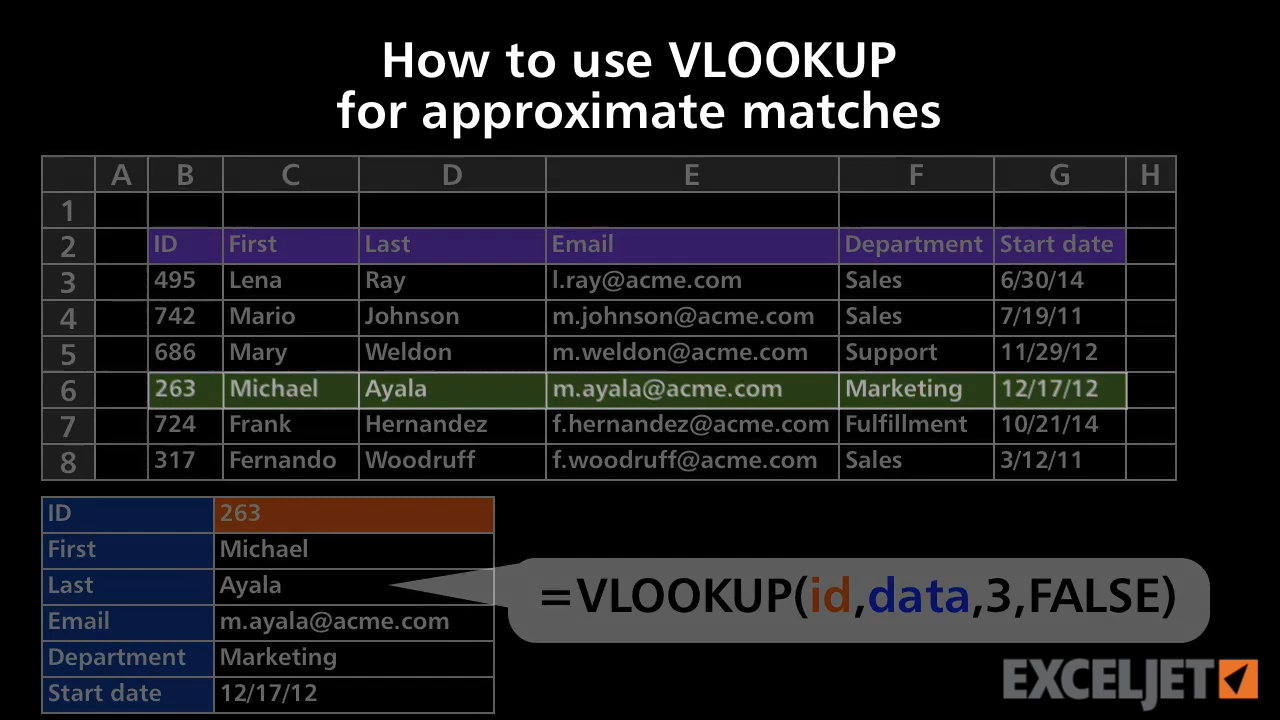 How to use VLOOKUP
for approximate matches
A B C D E F G H
1
2 ID First Last Email Department Start date
3 495 Lena Ray l.ray@acme.com Sales 6/30/14
4 742 Mario Johnson m.johnson@acme.com Sales 7/19/11
5 686 Mary Weldon m.weldon@acme.com Support 11/29/12
6 263 Michael Ayala m.ayala@acme.com Marketing 12/17/12
7 724 Frank Hernandez f.hernandez@acme.com Fulfillment 10/21/14
8 317 Fernando Woodruff f.woodruff@acme.com Sales 3/12/11
ID 263
First Michael
Last Ayala
=VLOOKUP(id,data,3,FALSE)
Email m.ayala@acme.com
Department Marketing
Start date 12/17/12
EXCELJET